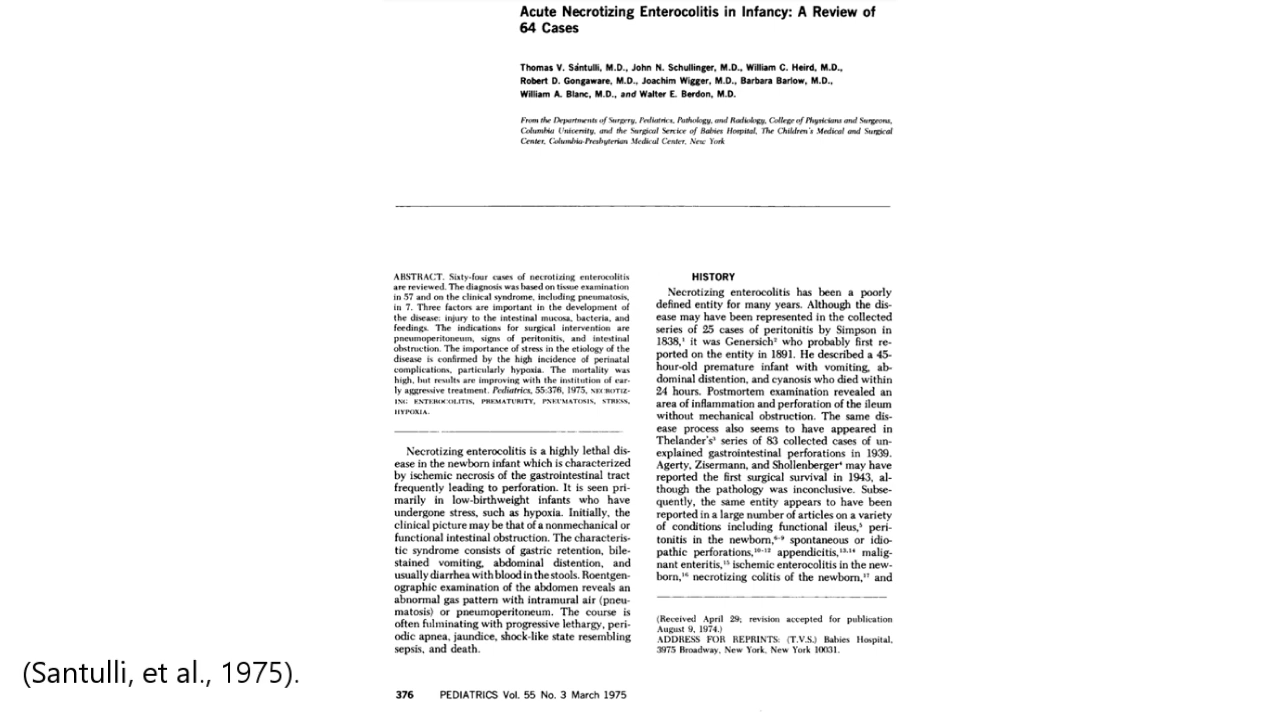 Acute Necrotizing Enterocolitis in Infancy: A Review of
64 Cases
Thomas V. Santulli, M.D., John N. Schullinger, M.D., William C. Heird, M.D.,
Robert D. Gongaware, M.D., Joachim Wigger, M.D., Barbara Barlow, M.D.,
William A. Blanc, M.D., and Walter E. Berdon, M.D.
From the Departments of Surgery, Pediatrics, Pathology, and Radiology, College of Physicians and Surgeons,
Columbia University, and the Surgical Service of Babies Hospital, The Children's Medical and Surgical
Center, Columbia-Presbyterian Medical Center, New York
ABSTRACT. Sixty-four cases of necrotizing enterocolitis
are reviewed. The diagnosis was based on tissue examination
in 57 and on the clinical syndrome, including pneumatosis,
in 7. Three factors are important in the development of
the disease: injury to the intestinal mucosa, bacteria, and
feedings. The indications for surgical intervention are
pneumoperitoneum, signs of peritonitis, and intestinal
obstruction. The importance of stress in the etiology of the
disease is confirmed by the high incidence of perinatal
complications, particularly hypoxia. The mortality was
high, but results are improving with the institution of ear-
ly aggressive treatment. Pediatrics, 55:376, 1975, NECROTIZ-
ING ENTEROCOLITIS, PREMATURITY, PNEUMATOSIS, STRESS,
HYPOXIA.
Necrotizing enterocolitis is a highly lethal dis-
ease in the newborn infant which is characterized
by ischemic necrosis of the gastrointestinal tract
frequently leading to perforation. It is seen pri-
marily in low-birthweight infants who have
undergone stress, such as hypoxia. Initially, the
clinical picture may be that of a nonmechanical or
functional intestinal obstruction. The characteris-
tic syndrome consists of gastric retention, bile-
stained vomiting, abdominal distention, and
usually diarrhea with blood in the stools. Roentgen-
ographic examination of the abdomen reveals an
abnormal gas pattern with intramural air (pneu-
matosis) or pneumoperitoneum. The course is
often fulminating with progressive lethargy, peri-
odic apnea, jaundice, shock-like state resembling
sepsis, and death.
HISTORY
Necrotizing enterocolitis has been a poorly
defined entity for many years. Although the dis-
ease may have been represented in the collected
series of 25 cases of peritonitis by Simpson in
1838,¹ it was Genersich² who probably first re-
ported on the entity in 1891. He described a 45-
hour-old premature infant with vomiting, ab-
dominal distention, and cyanosis who died within
24 hours. Postmortem examination revealed an
area of inflammation and perforation of the ileum
without mechanical obstruction. The same dis-
ease process also seems to have appeared in
Thelander's³ series of 83 collected cases of un-
explained gastrointestinal perforations in 1939.
Agerty, Zisermann, and Shollenberger⁴ may have
reported the first surgical survival in 1943, al-
though the pathology was inconclusive. Subse-
quently, the same entity appears to have been
reported in a large number of articles on a variety
of conditions including functional ileus,⁵ peri-
tonitis in the newborn,⁶⁻⁹ spontaneous or idio-
pathic perforations,¹⁰⁻¹² appendicitis,¹³,¹⁴ malig-
nant enteritis,¹⁵ ischemic enterocolitis in the new-
born,¹⁶ necrotizing colitis of the newborn,¹⁷ and
(Received April 29; revision accepted for publication
August 9, 1974.)
ADDRESS FOR REPRINTS: (T.V.S.) Babies Hospital,
3975 Broadway, New York, New York 10031.
(Santulli, et al., 1975).
376 PEDIATRICS Vol. 55 No. 3 March 1975